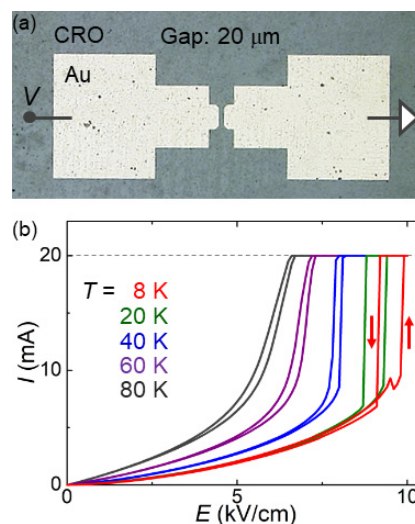 (a)
CRO
Gap: 20 μm
Au
V
(b)
20
10
0
I (mA)
T = 8 K
20 K
40 K
60 K
80 K
0
5
10
E (kV/cm)